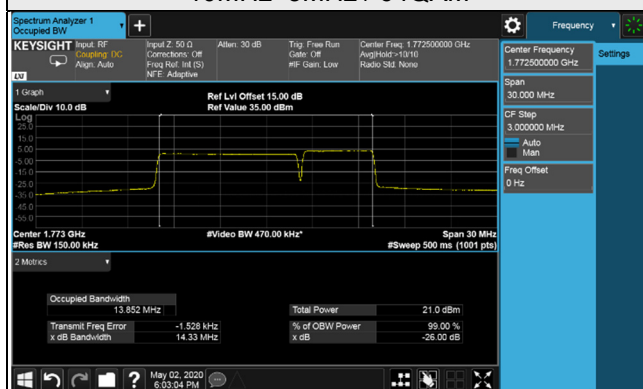 Spectrum Analyzer 1
Occupied BW
Frequency
KEYSIGHT
Input: RF
Coupling: DC
Align: Auto
Input Z: 50 Ω
Corrections: Off
Freq Ref: Int (S)
NFE: Adaptive
Atten: 30 dB
Trig: Free Run
Gate: Off
#IF Gain: Low
Center Freq: 1.772500000 GHz
Avg|Hold:>10/10
Radio Std: None
LXI
Center Frequency
1.772500000 GHz
Settings
Span
30.000 MHz
CF Step
3.000000 MHz
Auto
Man
Freq Offset
0 Hz
1 Graph
Scale/Div 10.0 dB
Ref Lvl Offset 15.00 dB
Ref Value 35.00 dBm
Log
25.0
15.0
5.00
-5.00
-15.0
-25.0
-35.0
-45.0
-55.0
Center 1.773 GHz
#Res BW 150.00 kHz
#Video BW 470.00 kHz*
Span 30 MHz
#Sweep 500 ms (1001 pts)
2 Metrics
Occupied Bandwidth
13.852 MHz
Total Power 21.0 dBm
Transmit Freq Error -1.528 kHz
% of OBW Power 99.00 %
x dB Bandwidth 14.33 MHz
x dB -26.00 dB
?
May 02, 2020
6:03:04 PM